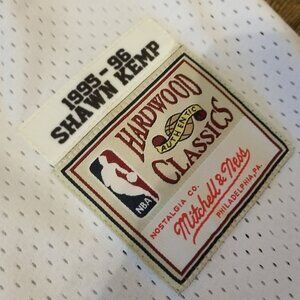 1995-96
SHAWN KEMP
HARDWOOD
AUTHENTIC
CLASSICS
NBA
NOSTALGIA CO.
Mitchell & Ness
PHILADELPHIA, PA.